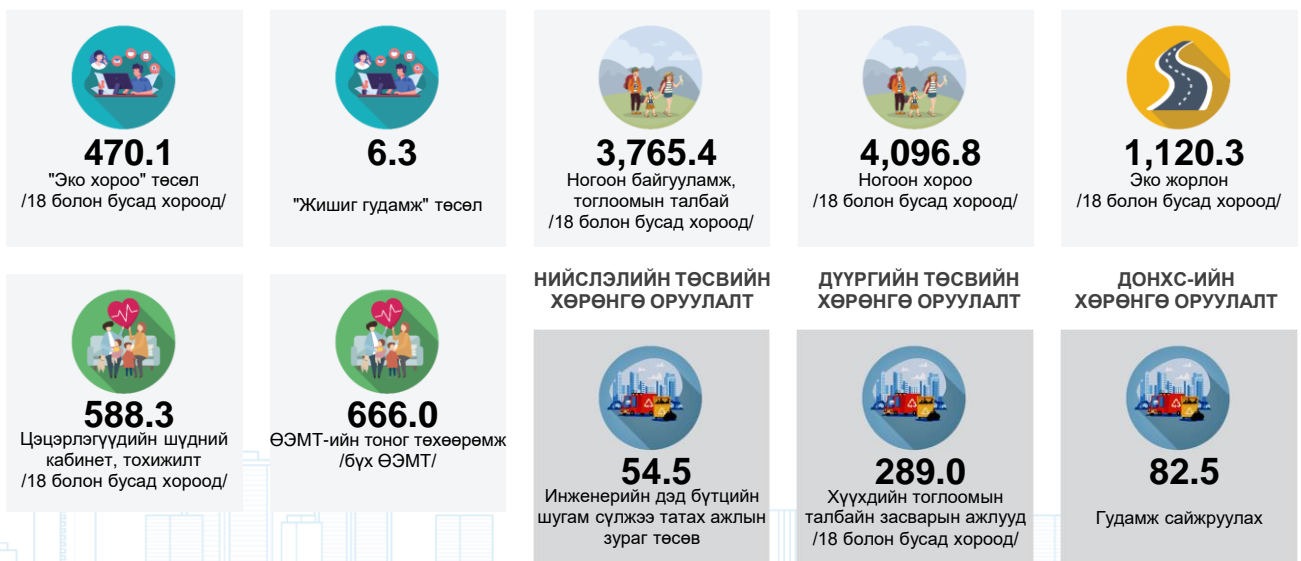 470.1
"Эко хороо" төсөл
/18 болон бусад хороод/
6.3
"Жишиг гудамж" төсөл
3,765.4
Ногоон байгууламж,
тоглоомын талбай
/18 болон бусад хороод/
4,096.8
Ногоон хороо
/18 болон бусад хороод/
1,120.3
Эко жорлон
/18 болон бусад хороод/
588.3
Цэцэрлэгүүдийн шүдний
кабинет, тохижилт
/18 болон бусад хороод/
666.0
ӨЭМТ-ийн тоног төхөөрөмж
/бүх ӨЭМТ/
НИЙСЛЭЛИЙН ТӨСВИЙН
ХӨРӨНГӨ ОРУУЛАЛТ
54.5
Инженерийн дэд бүтцийн
шугам сүлжээ татах ажлын
зураг төсөв
ДҮҮРГИЙН ТӨСВИЙН
ХӨРӨНГӨ ОРУУЛАЛТ
289.0
Хүүхдийн тоглоомын
талбайн засварын ажлууд
/18 болон бусад хороод/
ДОНХС-ИЙН
ХӨРӨНГӨ ОРУУЛАЛТ
82.5
Гудамж сайжруулах